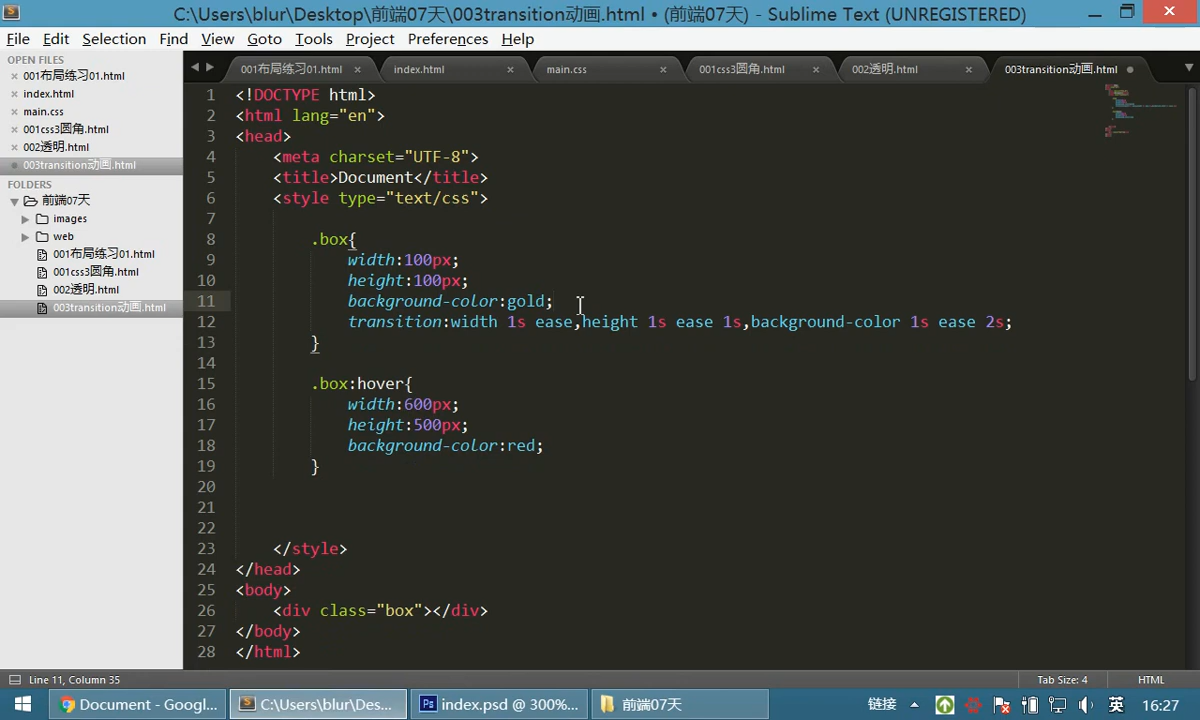 C:\Users\blur\Desktop\前端07天\003transition动画.html • (前端07天) - Sublime Text (UNREGISTERED)
File Edit Selection Find View Goto Tools Project Preferences Help
OPEN FILES
001布局练习01.html
index.html
main.css
001css3圆角.html
002透明.html
003transition动画.html
FOLDERS
前端07天
images
web
001布局练习01.html
001css3圆角.html
002透明.html
003transition动画.html
001布局练习01.html index.html main.css 001css3圆角.html 002透明.html 003transition动画.html
1 <!DOCTYPE html>
2 <html lang="en">
3 <head>
4 <meta charset="UTF-8">
5 <title>Document</title>
6 <style type="text/css">
7
8 .box{
9 width:100px;
10 height:100px;
11 background-color:gold;
12 transition:width 1s ease,height 1s ease 1s,background-color 1s ease 2s;
13 }
14
15 .box:hover{
16 width:600px;
17 height:500px;
18 background-color:red;
19 }
20
21
22
23 </style>
24 </head>
25 <body>
26 <div class="box"></div>
27 </body>
28 </html>
Line 11, Column 35 Tab Size: 4 HTML
Document - Googl... C:\Users\blur\Des... index.psd @ 300%... 前端07天 链接 英 16:27